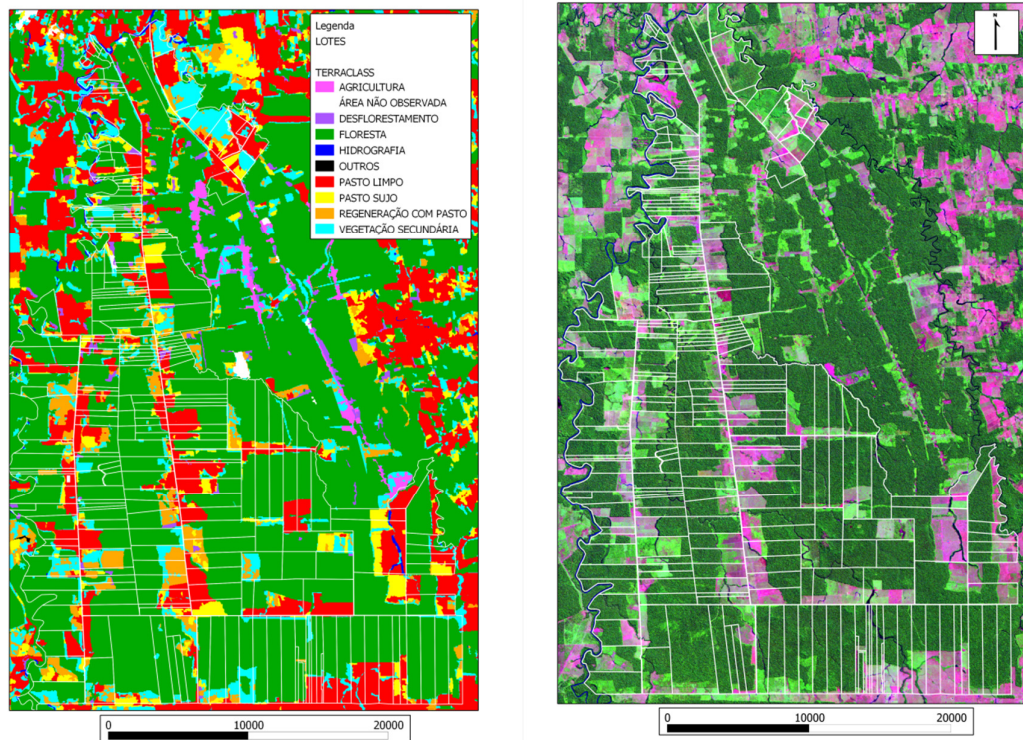 Legenda
LOTES
TERRACLASS
AGRICULTURA
ÁREA NÃO OBSERVADA
DESFLORESTAMENTO
FLORESTA
HIDROGRAFIA
OUTROS
PASTO LIMPO
PASTO SUJO
REGENERAÇÃO COM PASTO
VEGETAÇÃO SECUNDÁRIA
N
0 10000 20000
0 10000 20000